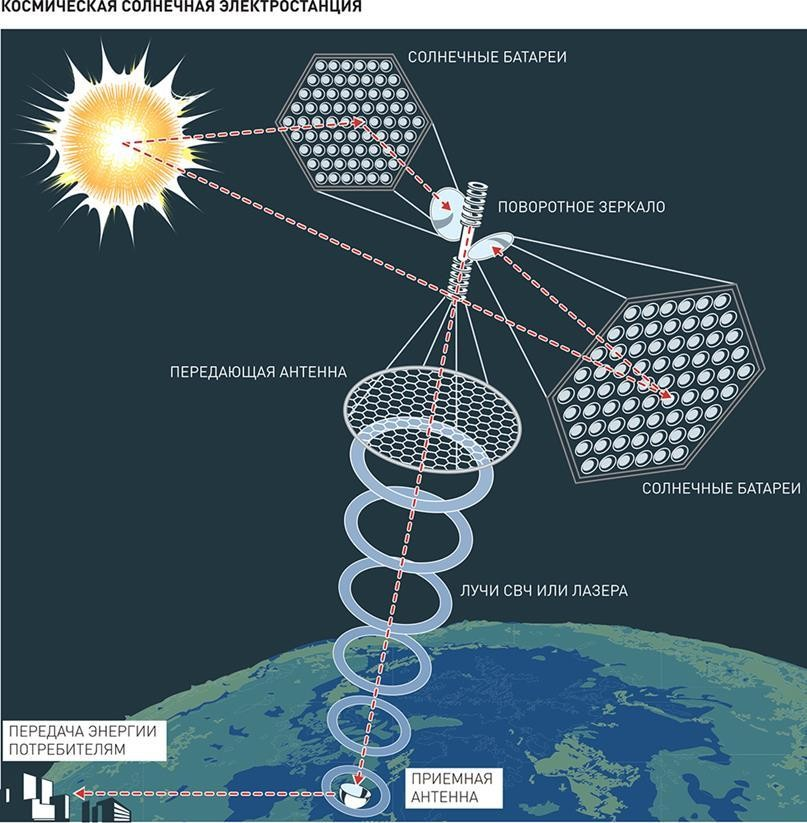 КОСМИЧЕСКАЯ СОЛНЕЧНАЯ ЭЛЕКТРОСТАНЦИЯ
СОЛНЕЧНЫЕ БАТАРЕИ
ПОВОРОТНОЕ ЗЕРКАЛО
ПЕРЕДАЮЩАЯ АНТЕННА
СОЛНЕЧНЫЕ БАТАРЕИ
ЛУЧИ СВЧ ИЛИ ЛАЗЕРА
ПЕРЕДАЧА ЭНЕРГИИ
ПОТРЕБИТЕЛЯМ
ПРИЕМНАЯ
АНТЕННА